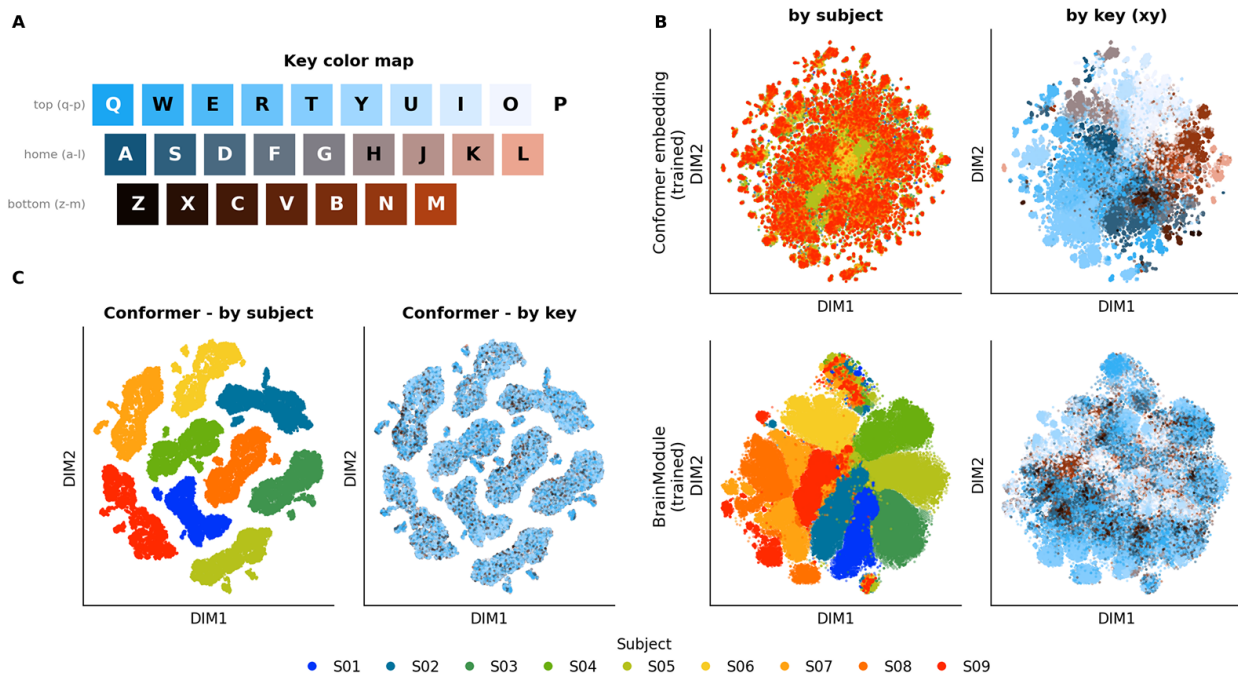 A
Key color map
top (q-p)
Q W E R T Y U I O P
home (a-l)
A S D F G H J K L
bottom (z-m)
Z X C V B N M
B
by subject
by key (xy)
Conformer embedding
(trained)
DIM2
DIM1
DIM2
DIM1
BrainModule
(trained)
DIM2
DIM1
DIM2
DIM1
C
Conformer - by subject
Conformer - by key
DIM2
DIM1
DIM2
DIM1
Subject
S01 S02 S03 S04 S05 S06 S07 S08 S09